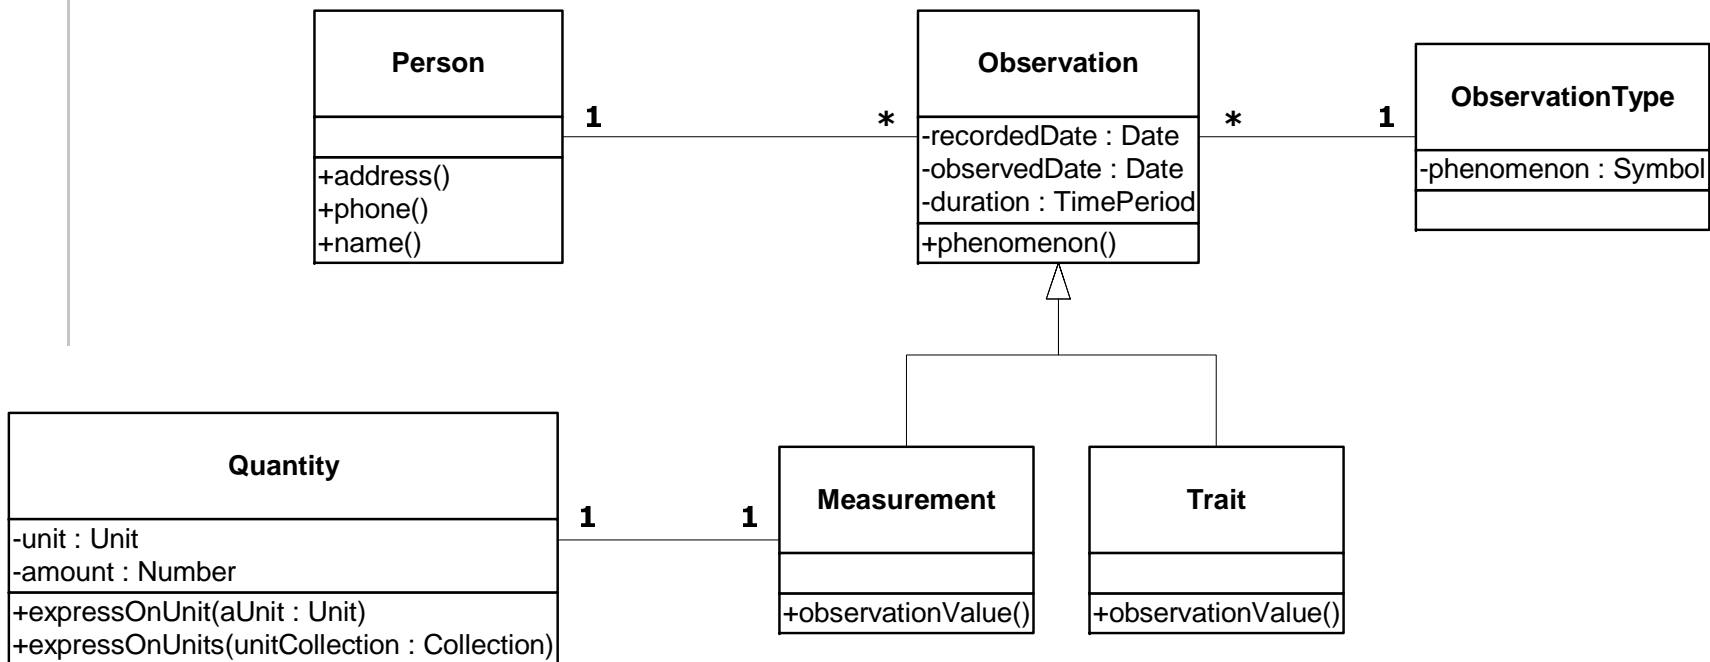 Person
+address()
+phone()
+name()
1
*
Observation
-recordedDate : Date
-observedDate : Date
-duration : TimePeriod
+phenomenon()
*
1
ObservationType
-phenomenon : Symbol
Quantity
-unit : Unit
-amount : Number
+expressOnUnit(aUnit : Unit)
+expressOnUnits(unitCollection : Collection)
1
1
Measurement
+observationValue()
Trait
+observationValue()